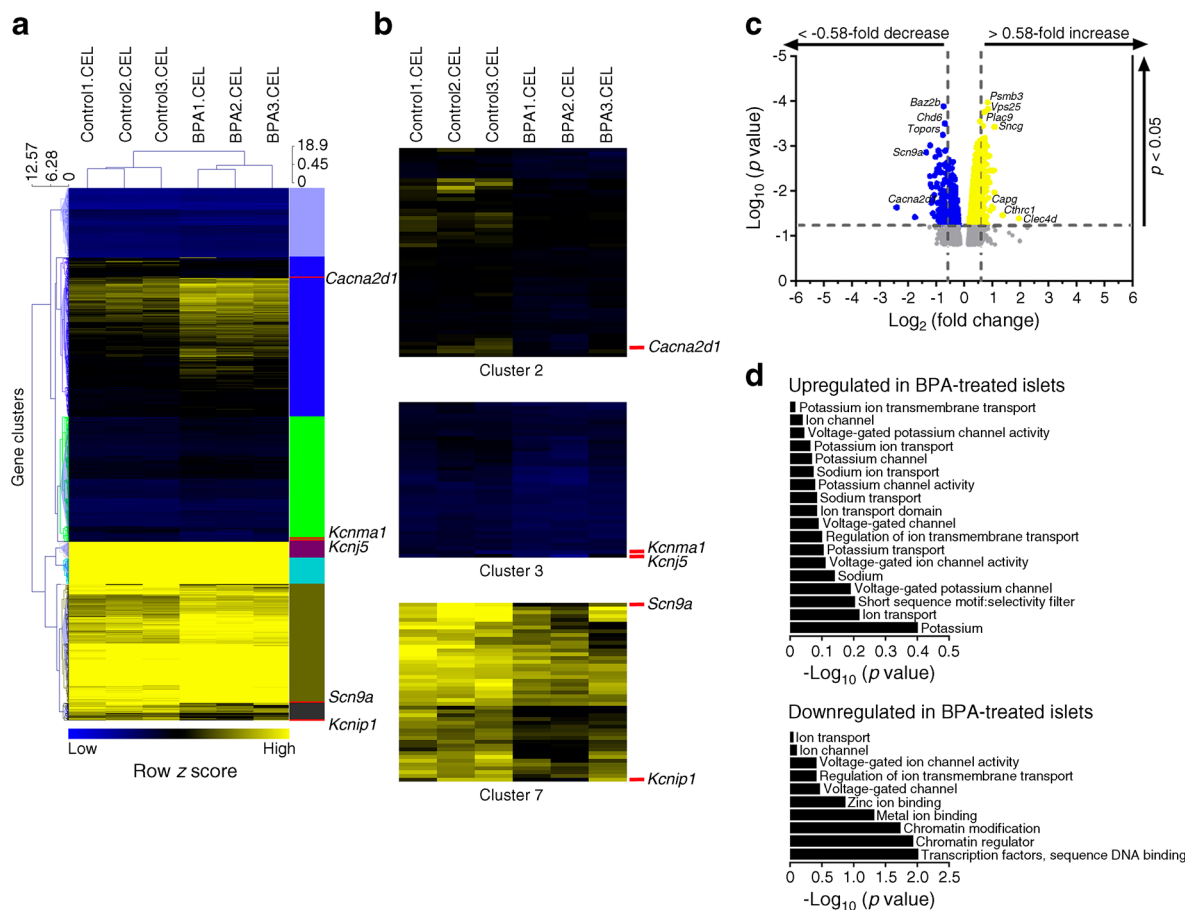 a
Control1.CEL
Control2.CEL
Control3.CEL
BPA1.CEL
BPA2.CEL
BPA3.CEL
12.57
6.28
0
18.9
0.45
0
Gene clusters
Cacna2d1
Kcnma1
Kcnj5
Scn9a
Kcnip1
Low
High
Row z score
b
Control1.CEL
Control2.CEL
Control3.CEL
BPA1.CEL
BPA2.CEL
BPA3.CEL
Cacna2d1
Cluster 2
Kcnma1
Kcnj5
Cluster 3
Scn9a
Kcnip1
Cluster 7
c
< -0.58-fold decrease
> 0.58-fold increase
-5
-4
-3
-2
-1
0
Log10 (p value)
Baz2b
Chd6
Topors
Scn9a
Cacna2d1
Psmb3
Vps25
Plac9
Sncg
Capg
Cthrc1
Clec4d
p < 0.05
-6 -5 -4 -3 -2 -1 0 1 2 3 4 5 6
Log2 (fold change)
d
Upregulated in BPA-treated islets
Potassium ion transmembrane transport
Ion channel
Voltage-gated potassium channel activity
Potassium ion transport
Potassium channel
Sodium ion transport
Potassium channel activity
Sodium transport
Ion transport domain
Voltage-gated channel
Regulation of ion transmembrane transport
Potassium transport
Voltage-gated ion channel activity
Sodium
Voltage-gated potassium channel
Short sequence motif:selectivity filter
Ion transport
Potassium
0 0.1 0.2 0.3 0.4 0.5
-Log10 (p value)
Downregulated in BPA-treated islets
Ion transport
Ion channel
Voltage-gated ion channel activity
Regulation of ion transmembrane transport
Voltage-gated channel
Zinc ion binding
Metal ion binding
Chromatin modification
Chromatin regulator
Transcription factors, sequence DNA binding
0 0.5 1.0 1.5 2.0 2.5
-Log10 (p value)